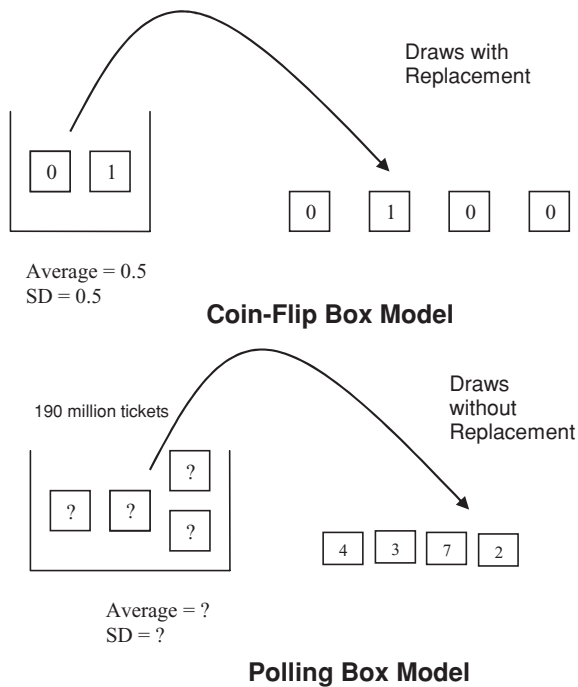 Draws with
Replacement
0 1
0 1 0 0
Average = 0.5
SD = 0.5
Coin-Flip Box Model
190 million tickets
Draws
without
Replacement
?
? ?
?
4 3 7 2
Average = ?
SD = ?
Polling Box Model